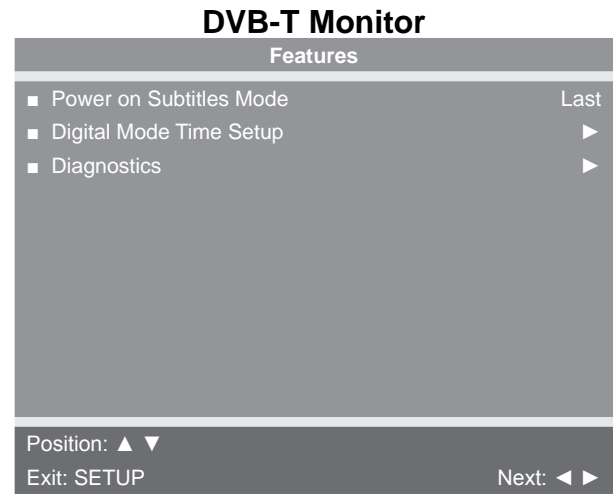 DVB-T Monitor
Features
■ Power on Subtitles Mode Last
■ Digital Mode Time Setup ►
■ Diagnostics ►
Position: ▲ ▼
Exit: SETUP Next: ◄ ►